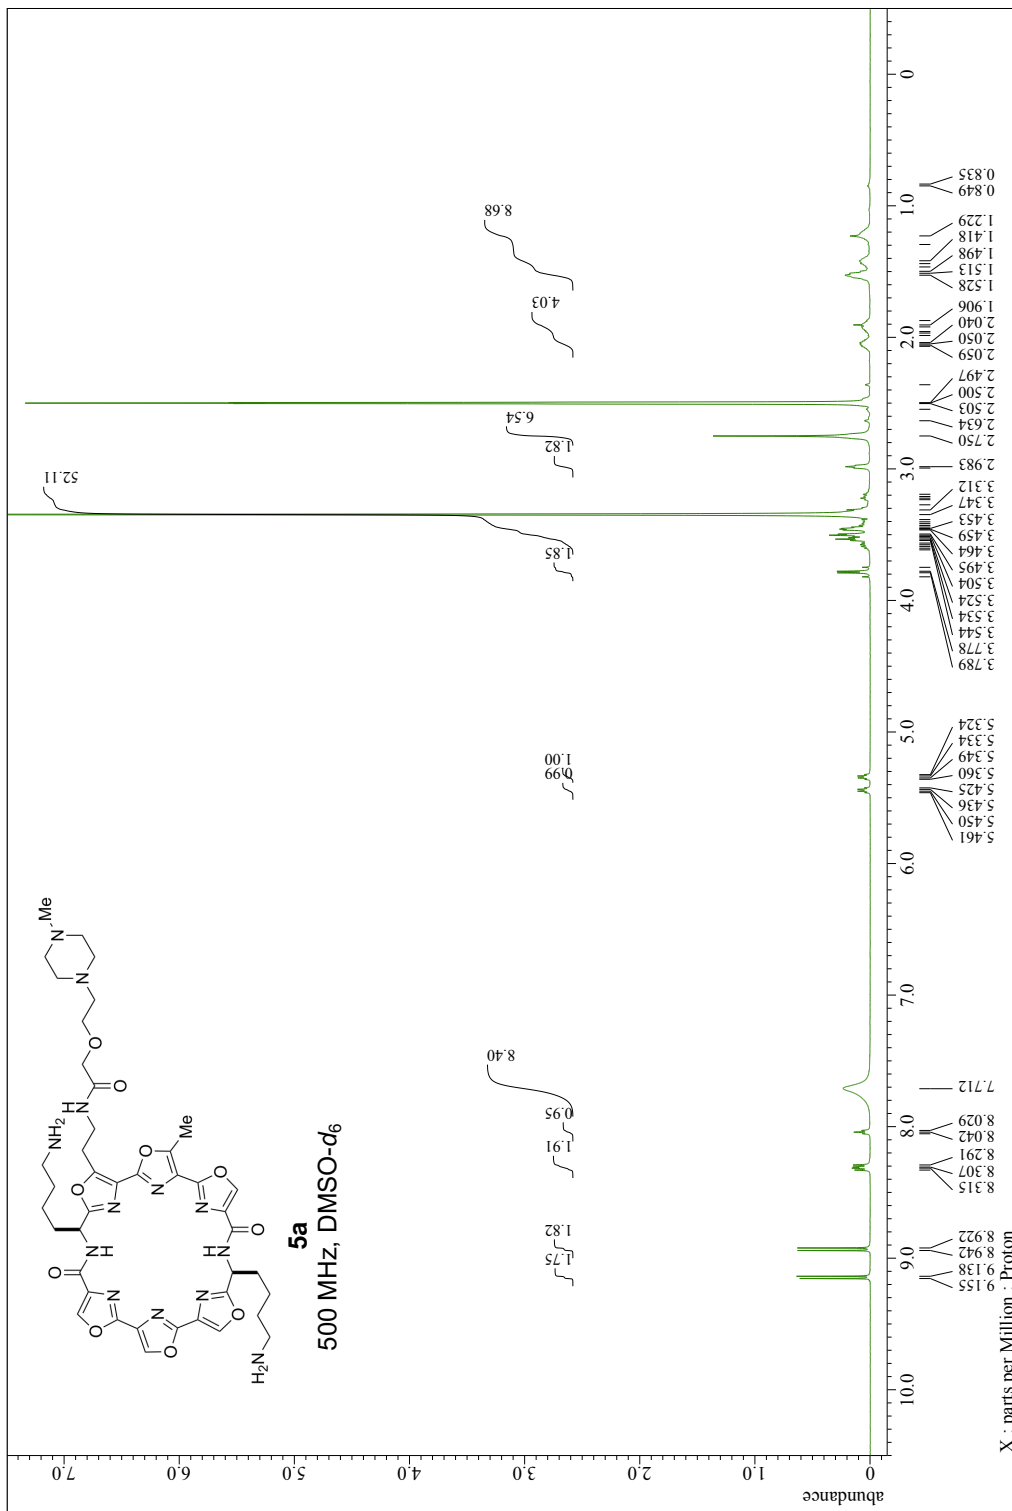 abundance
7.0
6.0
5.0
4.0
3.0
2.0
1.0
0
NH2
H
N
O
O
N
N
Me
O
N
O
N
Me
O
N
O
N
H
N
H
O
N
O
N
O
N
O
H2N
5a
500 MHz, DMSO-d6
1.75
1.82
1.91
0.95
8.40
0.99
1.00
1.85
52.11
1.82
6.54
4.03
8.68
10.0
9.0
8.0
7.0
6.0
5.0
4.0
3.0
2.0
1.0
0
9.155
9.138
8.942
8.922
8.315
8.307
8.291
8.042
8.029
7.712
5.461
5.450
5.436
5.425
5.360
5.349
5.334
5.324
3.789
3.778
3.544
3.534
3.524
3.504
3.495
3.464
3.459
3.453
3.347
3.312
2.983
2.750
2.634
2.503
2.500
2.497
2.059
2.050
2.040
1.906
1.528
1.513
1.498
1.418
1.229
0.849
0.835
X : parts per Million : Proton